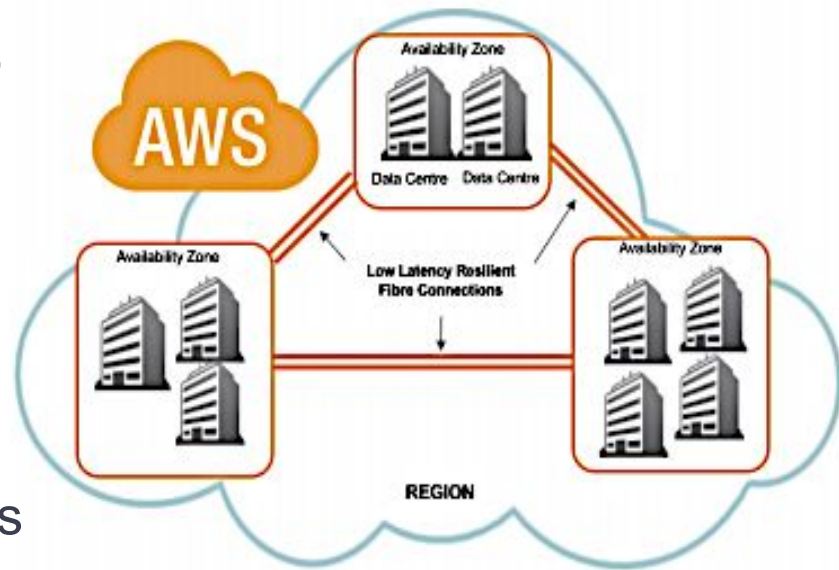 AWS
Availability Zone
Data Centre Data Centre
Availability Zone
Availability Zone
Low Latency Resilient
Fibre Connections
REGION
s